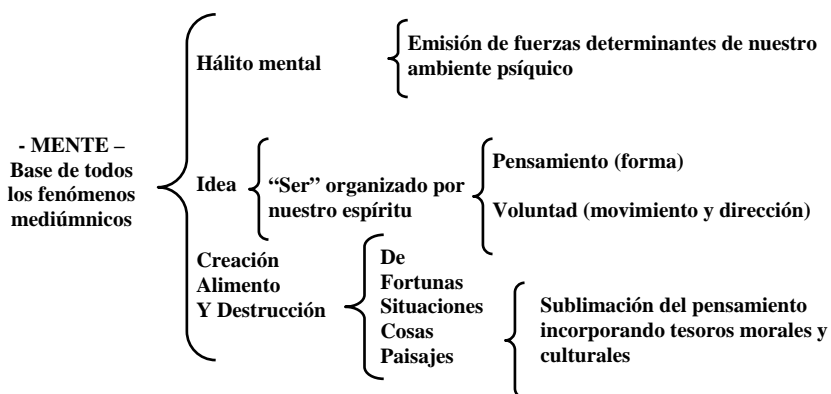 - MENTE –
Base de todos
los fenómenos
mediúmnicos
Hálito mental
Emisión de fuerzas determinantes de nuestro
ambiente psíquico
Idea
“Ser” organizado por
nuestro espíritu
Pensamiento (forma)
Voluntad (movimiento y dirección)
Creación
Alimento
Y Destrucción
De
Fortunas
Situaciones
Cosas
Paisajes
Sublimación del pensamiento
incorporando tesoros morales y
culturales